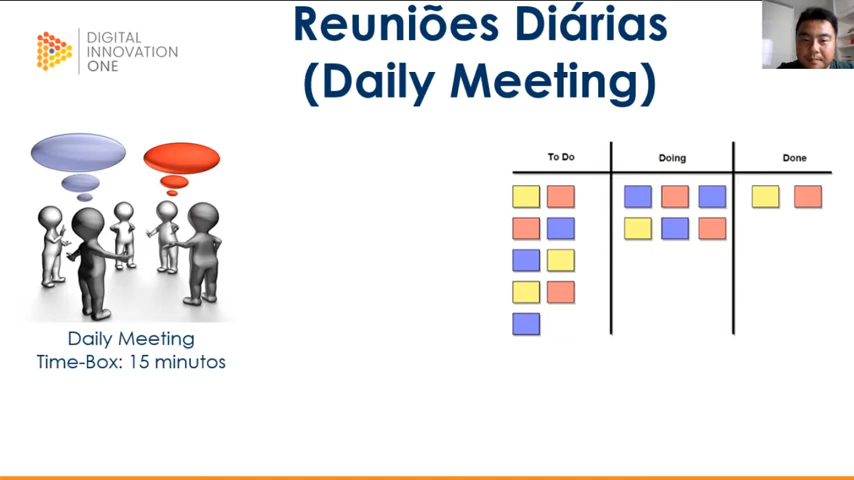 Reuniões Diárias
(Daily Meeting)
DIGITAL
INNOVATION
ONE
To Do
Doing
Done
Daily Meeting
Time-Box: 15 minutos